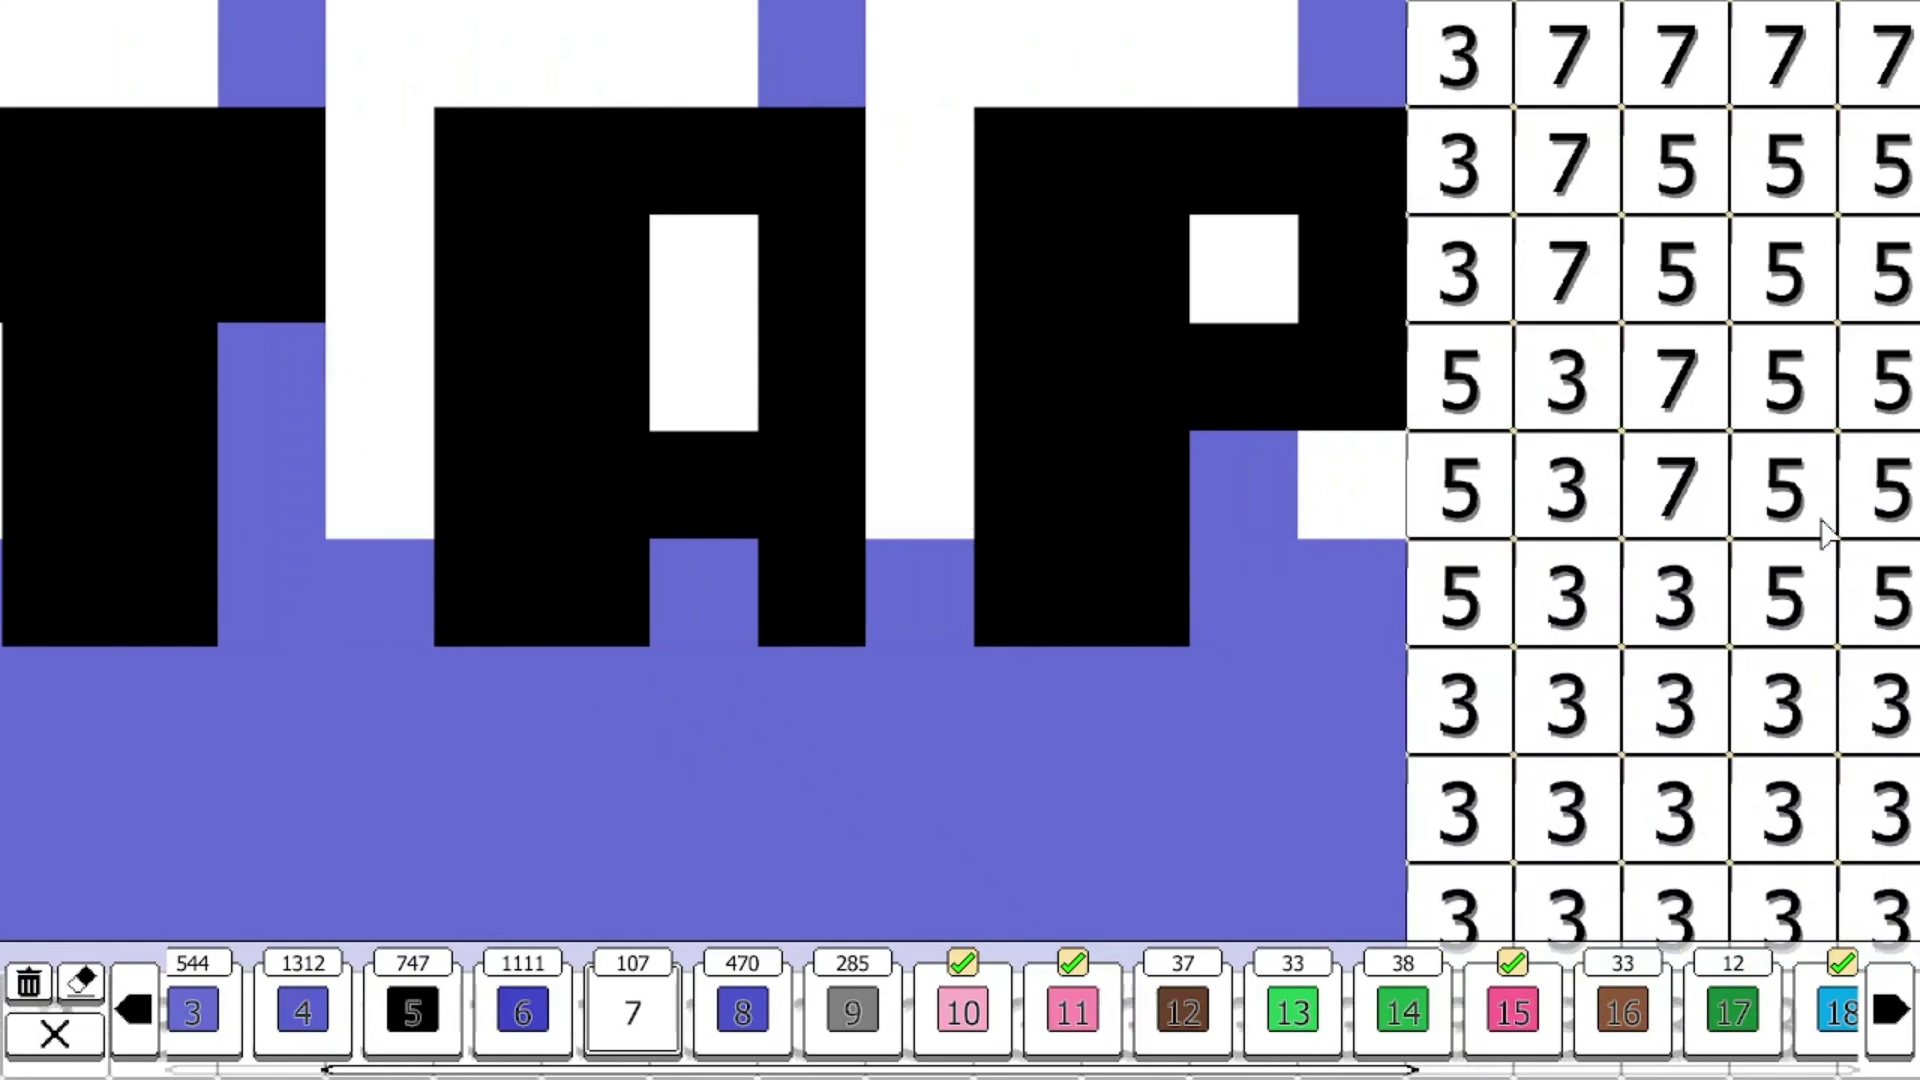 TAP
3 7 7 7 7
3 7 5 5 5
3 7 5 5 5
5 3 7 5 5
5 3 7 5 5
5 3 3 5 5
3 3 3 3 3
3 3 3 3 3
3 3 3 3 3
544 1312 747 1111 107 470 285 37 33 38 33 12
3 4 5 6 7 8 9 10 11 12 13 14 15 16 17 18